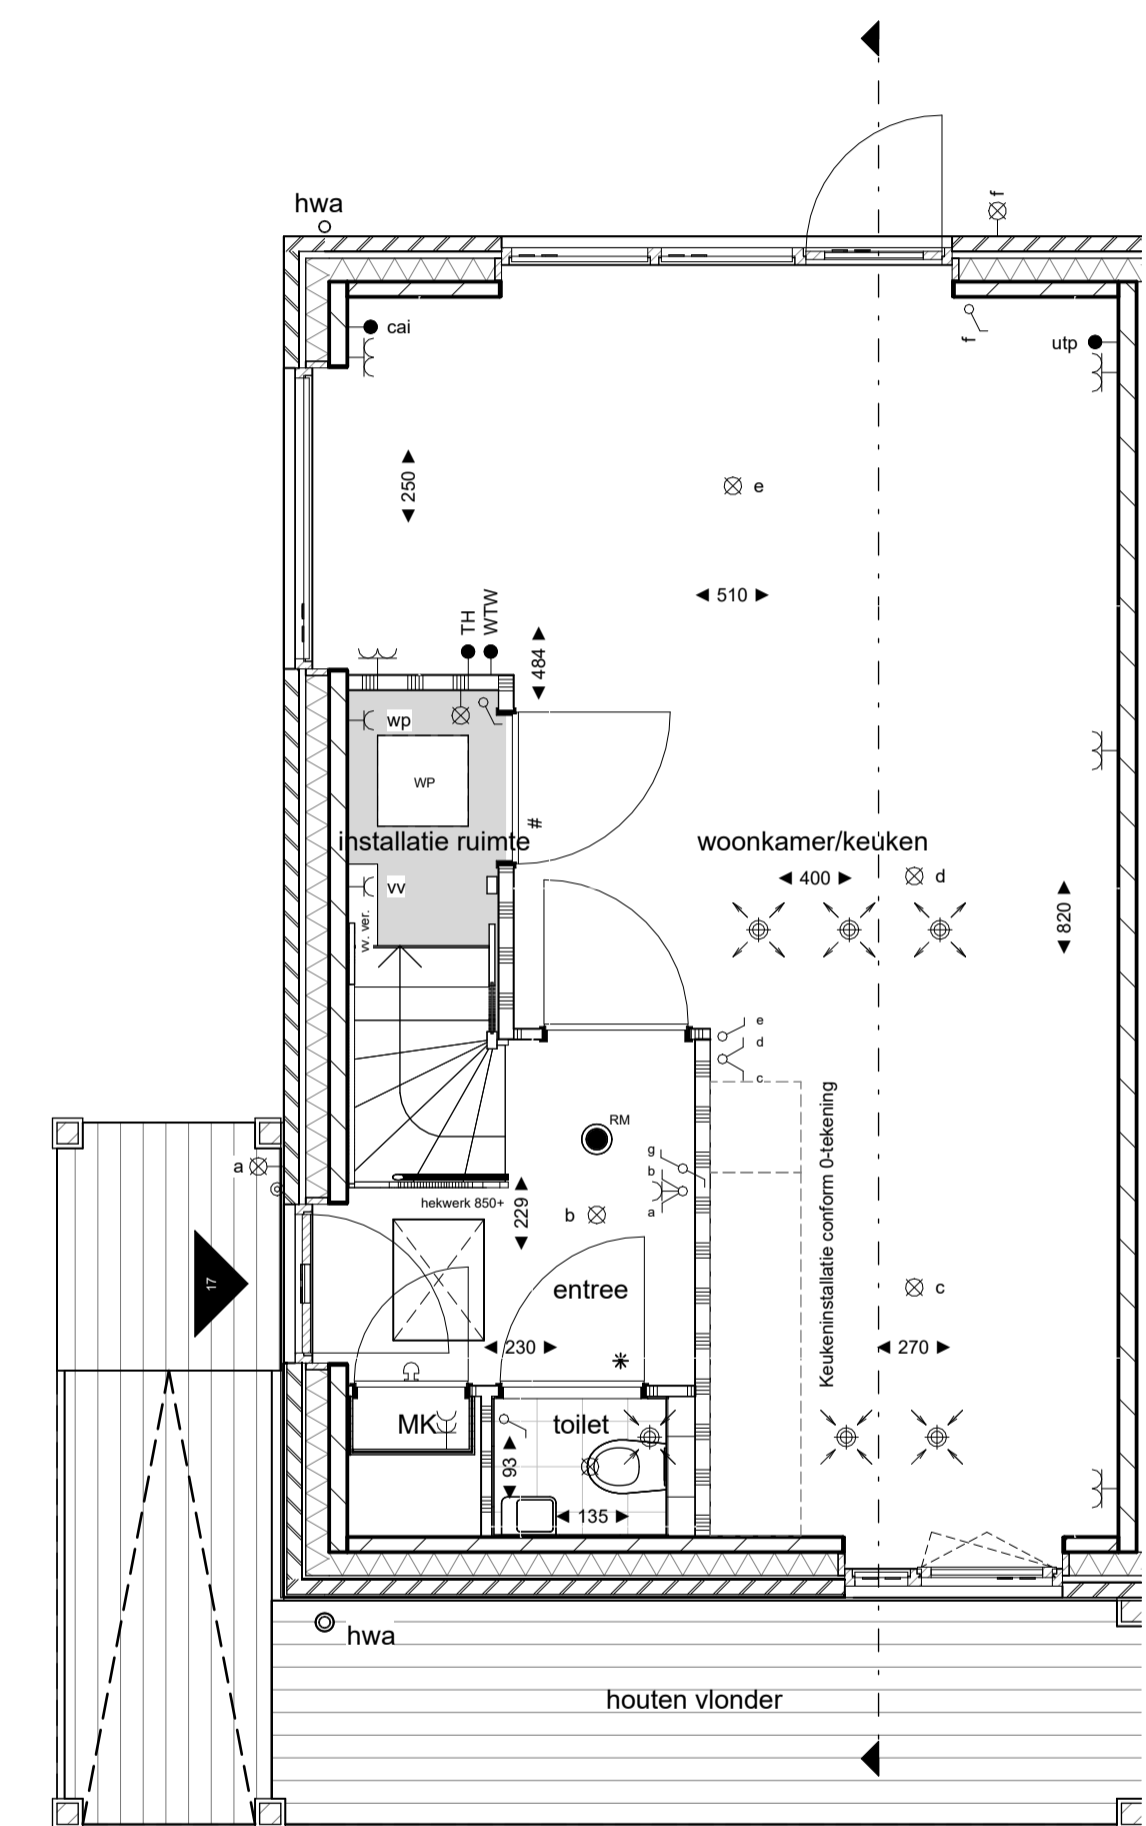 hwa
f
cai
f
utp
250
e
510
TH
WTW
484
wp
WP
#
installatie ruimte
woonkamer/keuken
400
d
vv
820
vv. ver.
e
d
c
RM
g
b
a
a
hekwerk 850+
229
b
Keukeninstallatie conform 0-tekening
17
entree
c
230
270
MK
toilet
93
135
hwa
houten vlonder